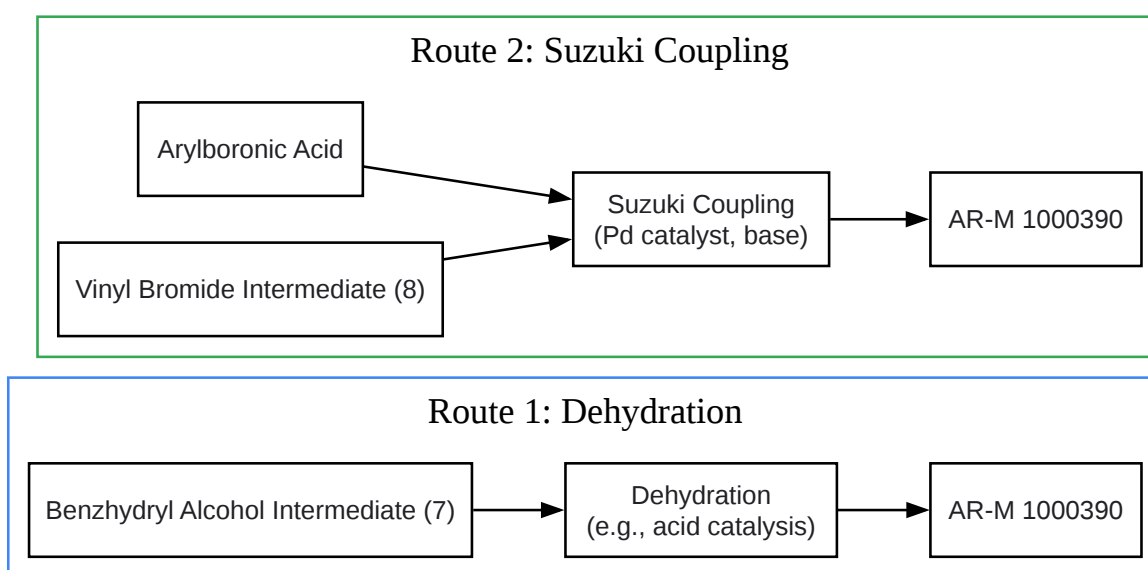 Route 2: Suzuki Coupling
Arylboronic Acid
Vinyl Bromide Intermediate (8)
Suzuki Coupling
(Pd catalyst, base)
AR-M 1000390
Route 1: Dehydration
Benzhydryl Alcohol Intermediate (7)
Dehydration
(e.g., acid catalysis)
AR-M 1000390